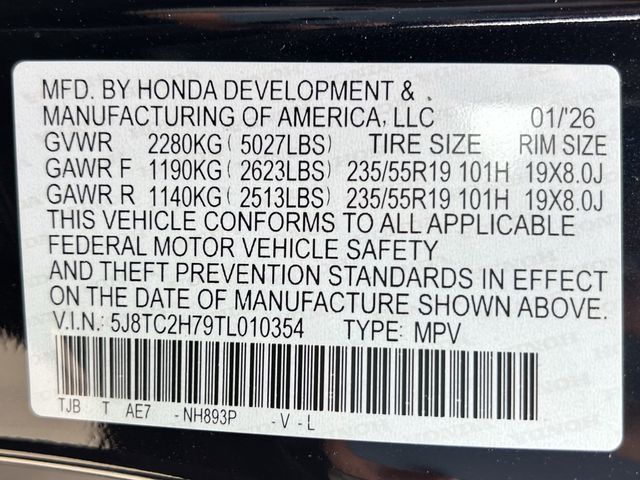 MFD. BY HONDA DEVELOPMENT &
MANUFACTURING OF AMERICA, LLC 01/'26
GVWR 2280KG ( 5027LBS) TIRE SIZE RIM SIZE
GAWR F 1190KG ( 2623LBS) 235/55R19 101H 19X8.0J
GAWR R 1140KG ( 2513LBS) 235/55R19 101H 19X8.0J
THIS VEHICLE CONFORMS TO ALL APPLICABLE
FEDERAL MOTOR VEHICLE SAFETY
AND THEFT PREVENTION STANDARDS IN EFFECT
ON THE DATE OF MANUFACTURE SHOWN ABOVE.
V.I.N.: 5J8TC2H79TL010354 TYPE: MPV
TJB T AE7 -NH893P -V-L